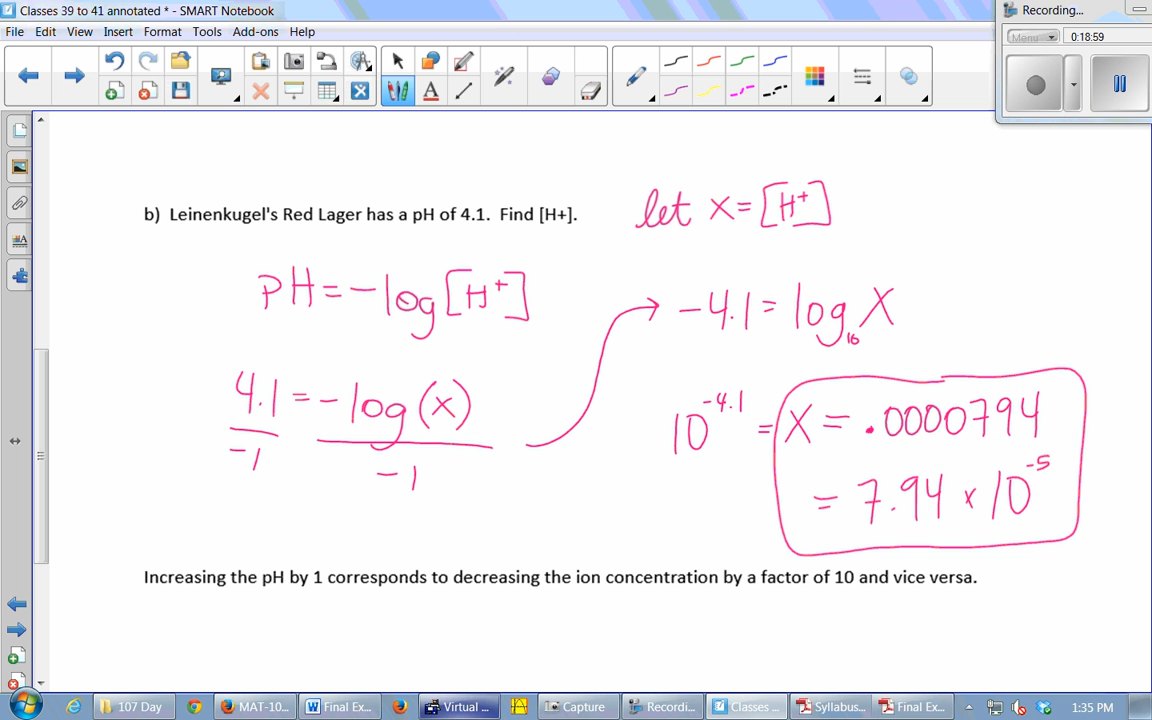 Classes 39 to 41 annotated * - SMART Notebook
Recording...
File Edit View Insert Format Tools Add-ons Help
Menu
0:18:59
b) Leinenkugel's Red Lager has a pH of 4.1. Find [H+].
let x = [H⁺]
pH = -log[H⁺]
-4.1 = log₁₀ x
4.1 = -log(x)
-1 -1
10^-4.1 = x = .0000794
= 7.94 x 10^-5
Increasing the pH by 1 corresponds to decreasing the ion concentration by a factor of 10 and vice versa.
107 Day
MAT-10...
Final Ex...
Virtual ...
Capture
Recordi...
Classes ...
Syllabus...
Final Ex...
1:35 PM